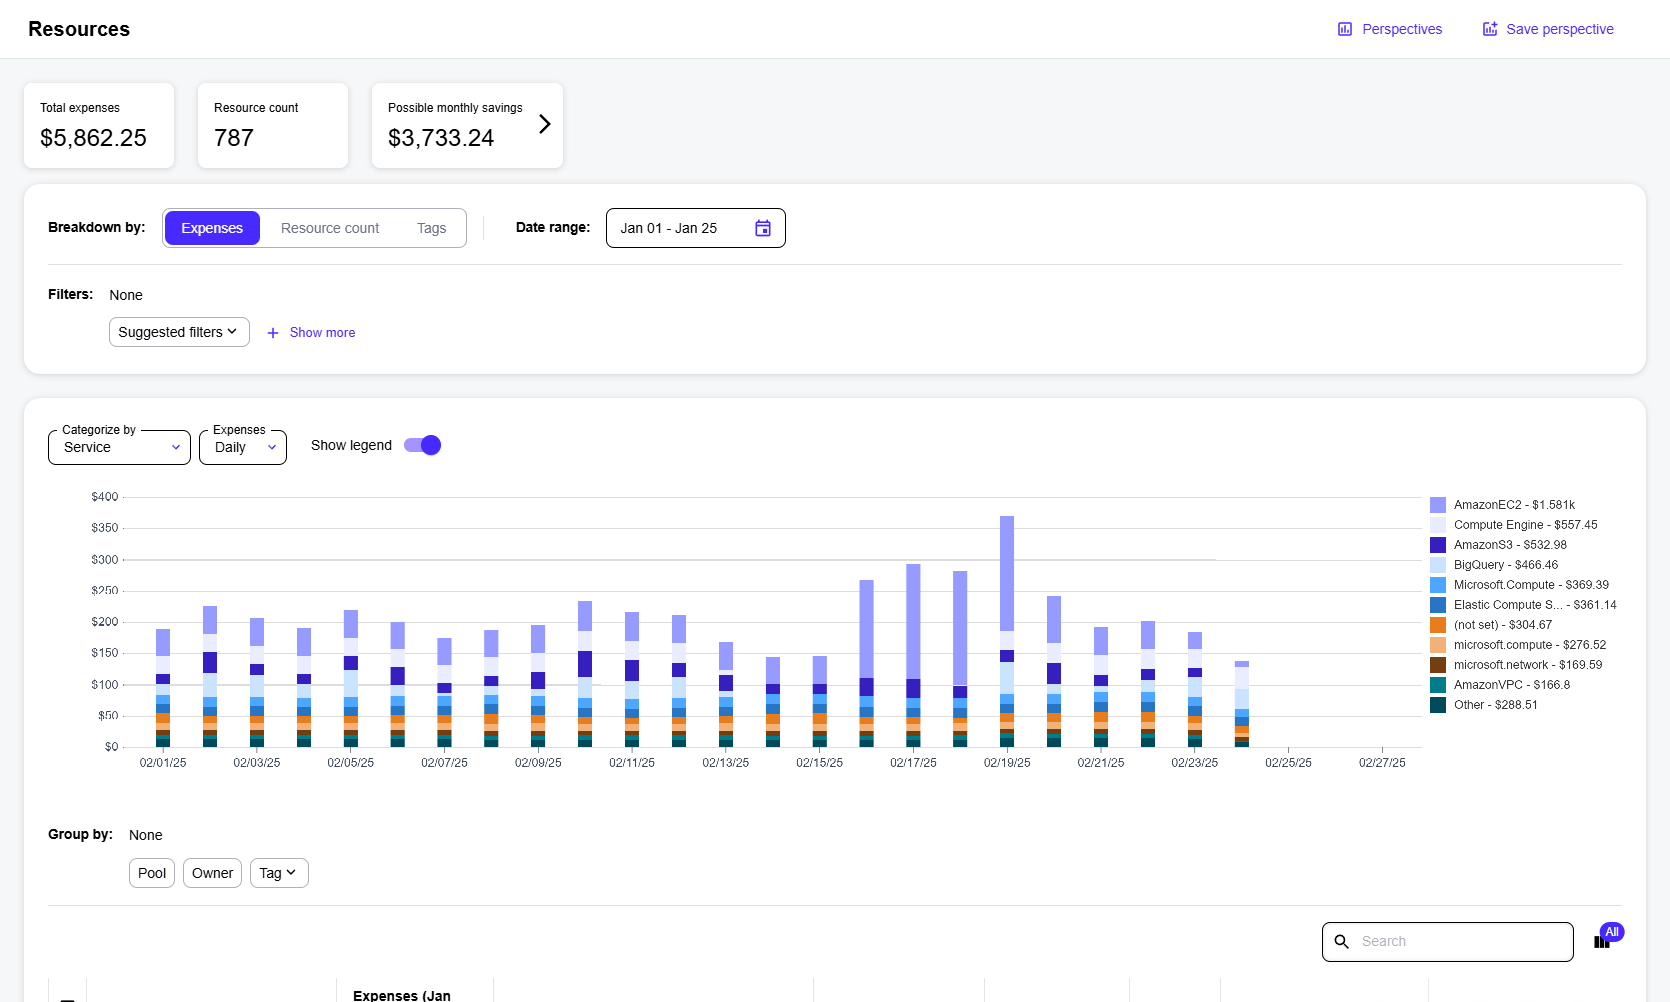 Resources
Perspectives
Save perspective
Total expenses
$5,862.25
Resource count
787
Possible monthly savings
$3,733.24
Breakdown by:
Expenses
Resource count
Tags
Date range:
Jan 01 - Jan 25
Filters:
None
Suggested filters
Show more
Categorize by
Service
Expenses
Daily
Show legend
$400
$350
$300
$250
$200
$150
$100
$50
$0
02/01/25
02/03/25
02/05/25
02/07/25
02/09/25
02/11/25
02/13/25
02/15/25
02/17/25
02/19/25
02/21/25
02/23/25
02/25/25
02/27/25
AmazonEC2 - $1.581k
Compute Engine - $557.45
AmazonS3 - $532.98
BigQuery - $466.46
Microsoft.Compute - $369.39
Elastic Compute S... - $361.14
(not set) - $304.67
microsoft.compute - $276.52
microsoft.network - $169.59
AmazonVPC - $166.8
Other - $288.51
Group by:
None
Pool
Owner
Tag
Search
All
Expenses (Jan